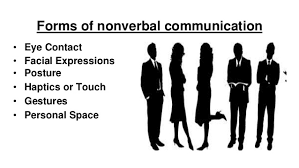 Forms of nonverbal communication
• Eye Contact
• Facial Expressions
• Posture
• Haptics or Touch
• Gestures
• Personal Space